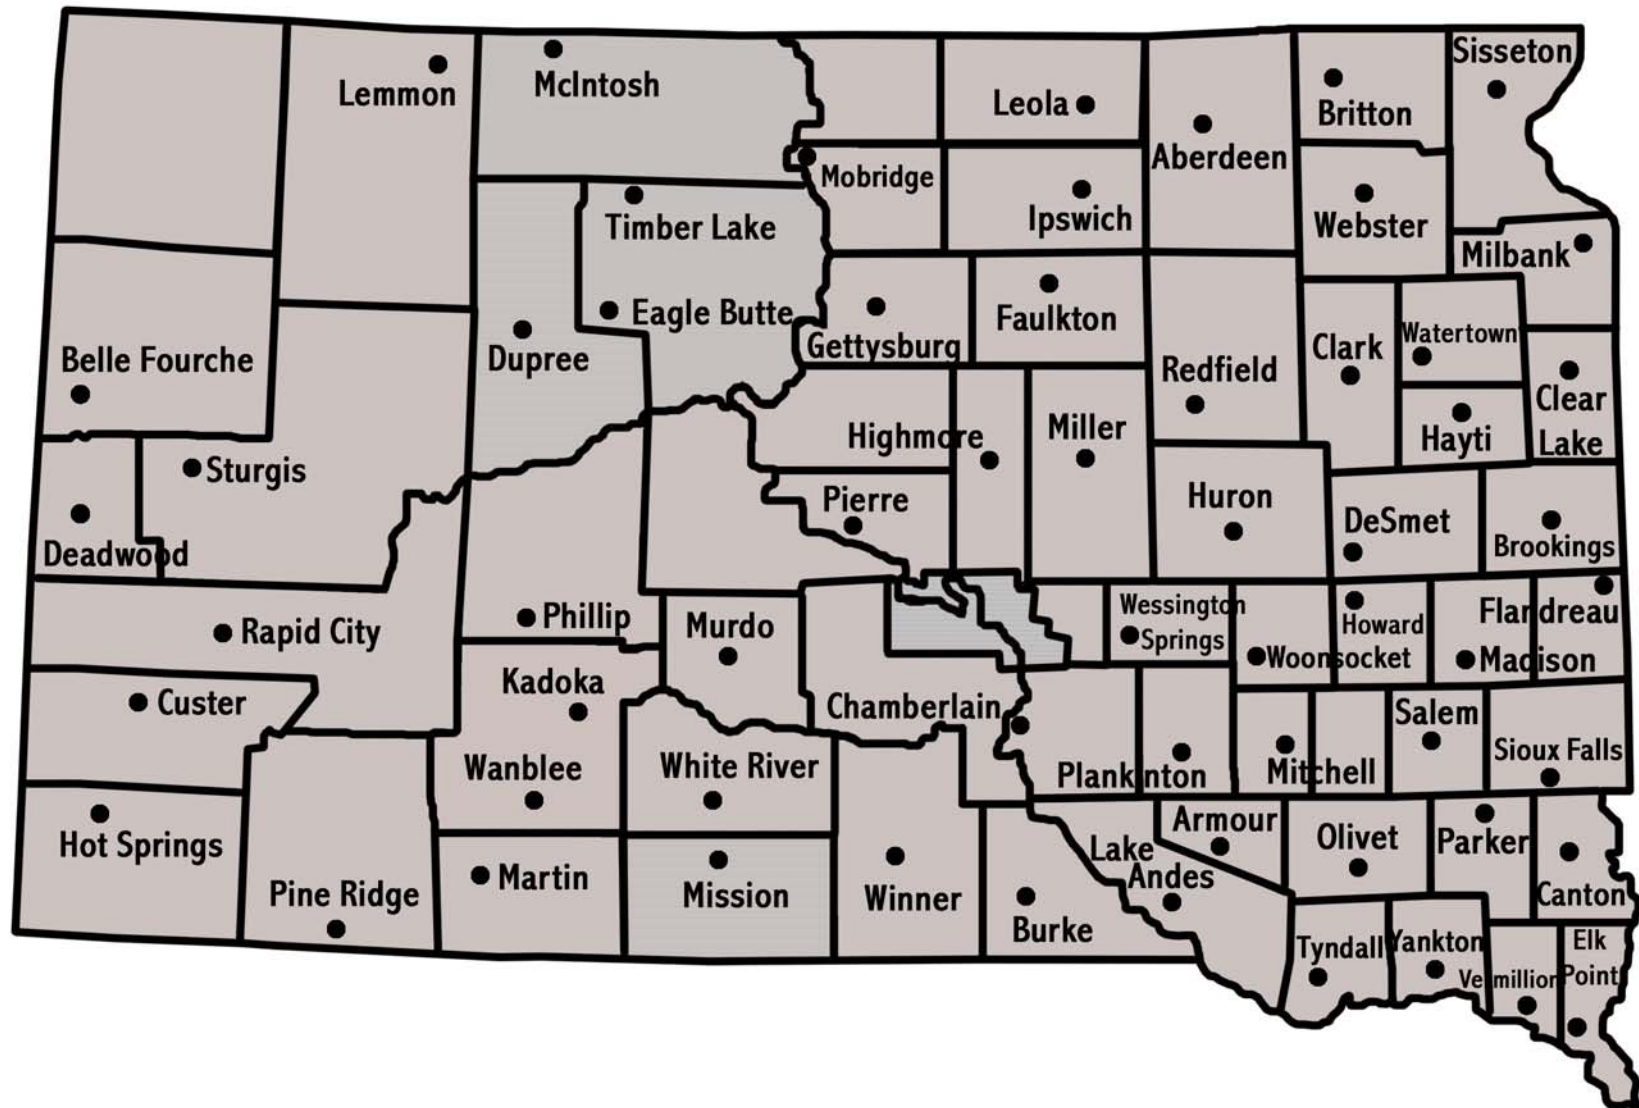 Sisseton
Lemmon
McIntosh
Leola
Britton
Aberdeen
Mobridge
Ipswich
Webster
Timber Lake
Milbank
Eagle Butte
Faulkton
Gettysburg
Watertown
Clark
Belle Fourche
Dupree
Redfield
Clear
Lake
Highmore
Miller
Hayti
Sturgis
Pierre
Huron
DeSmet
Brookings
Deadwood
Rapid City
Phillip
Murdo
Wessington
Springs
Woonsocket
Howard
Flandreau
Madison
Custer
Kadoka
Chamberlain
Salem
Wanblee
White River
Plankinton
Mitchell
Sioux Falls
Hot Springs
Armour
Olivet
Parker
Lake
Andes
Martin
Pine Ridge
Mission
Winner
Burke
Canton
Tyndall
Yankton
Elk
Point
Vermillion